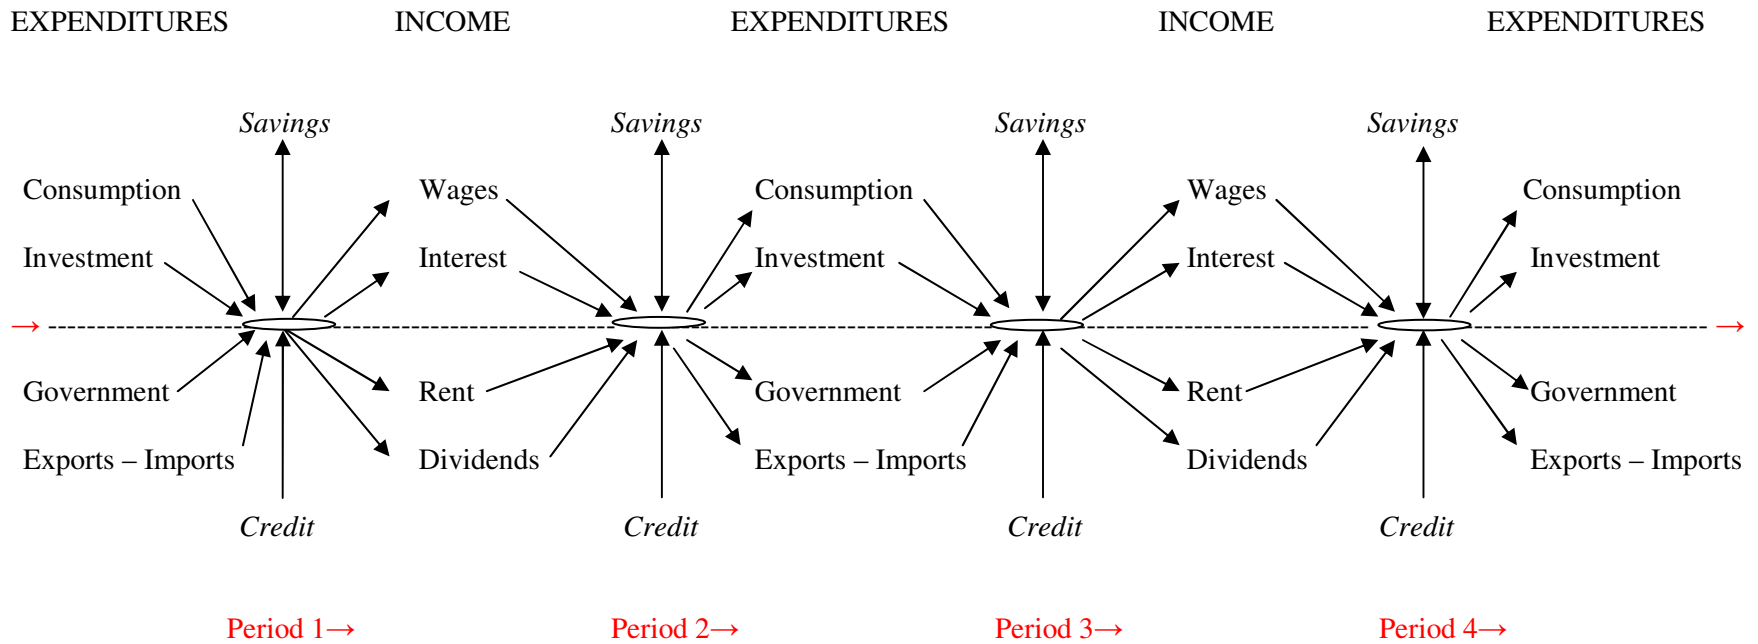 EXPENDITURES INCOME EXPENDITURES INCOME EXPENDITURES
Savings Savings Savings Savings
Consumption Wages Consumption Wages Consumption
Investment Interest Investment Interest Investment
→ →
Government Rent Government Rent Government
Exports – Imports Dividends Exports – Imports Dividends Exports – Imports
Credit Credit Credit Credit
Period 1→ Period 2→ Period 3→ Period 4→